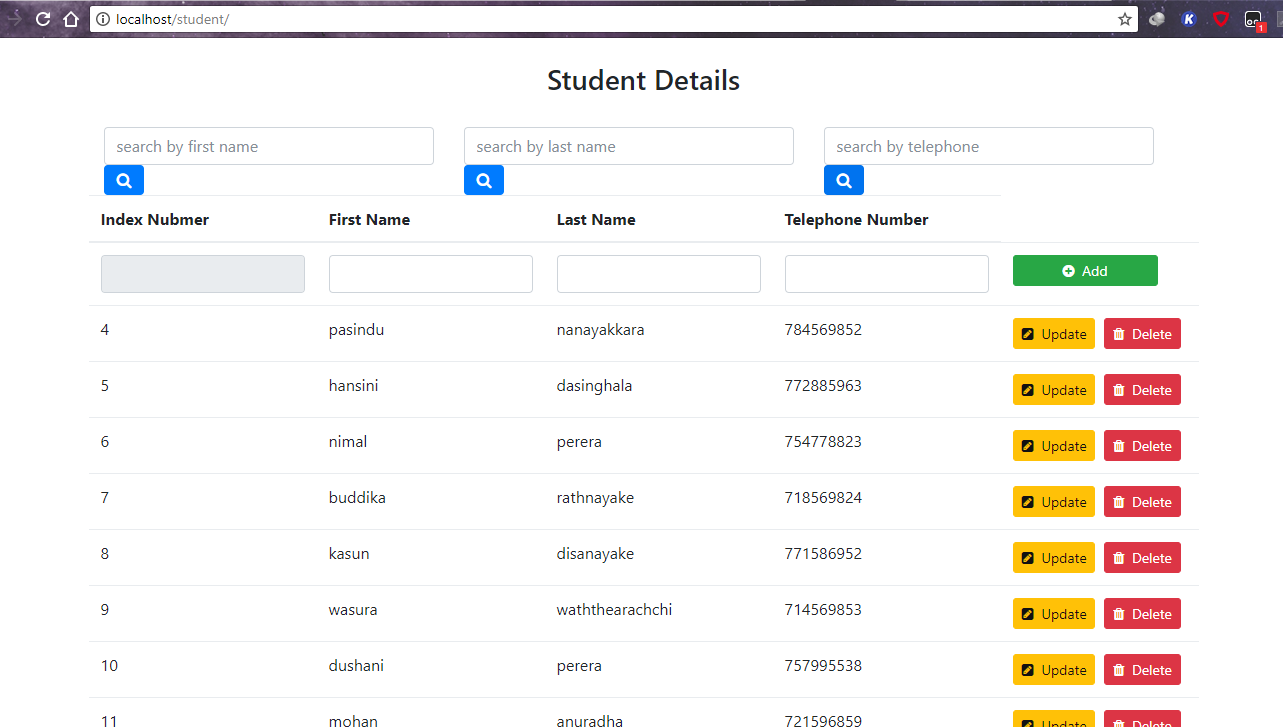 localhost/student/
1
Student Details
search by first name search by last name search by telephone
Index Nubmer First Name Last Name Telephone Number
Add
4 pasindu nanayakkara 784569852 Update Delete
5 hansini dasinghala 772885963 Update Delete
6 nimal perera 754778823 Update Delete
7 buddika rathnayake 718569824 Update Delete
8 kasun disanayake 771586952 Update Delete
9 wasura waththearachchi 714569853 Update Delete
10 dushani perera 757995538 Update Delete
11 mohan anuradha 721596859 Update Delete